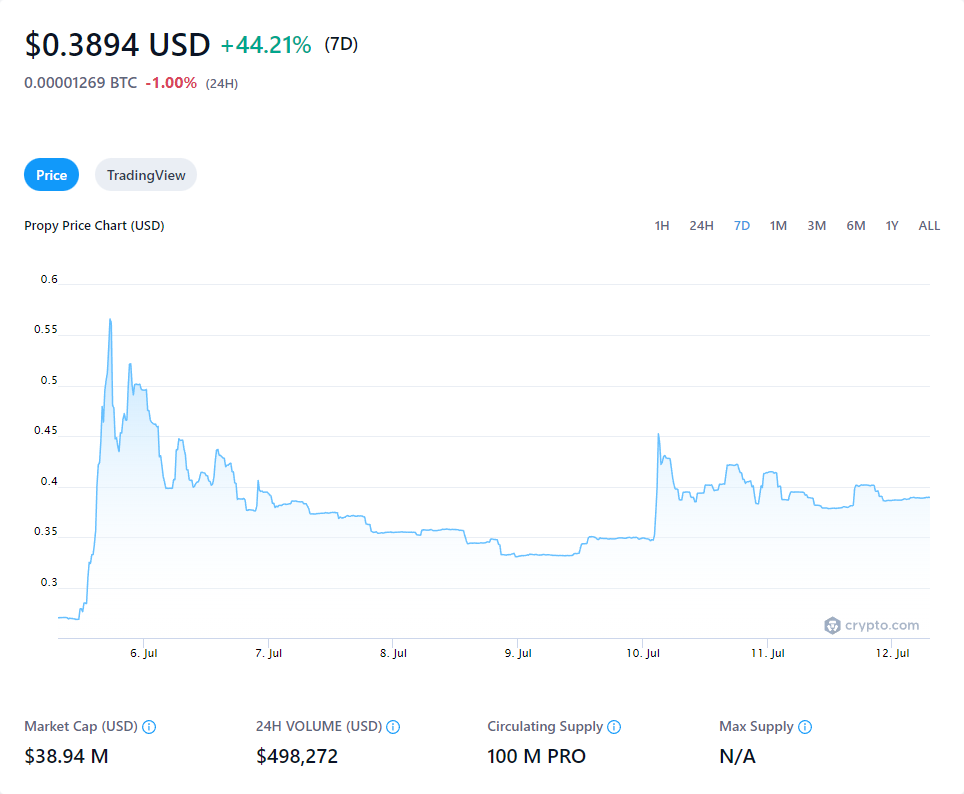 $0.3894 USD +44.21% (7D)
0.00001269 BTC -1.00% (24H)
Price TradingView
Propy Price Chart (USD) 1H 24H 7D 1M 3M 6M 1Y ALL
0.6
0.55
0.5
0.45
0.4
0.35
0.3
crypto.com
6. Jul 7. Jul 8. Jul 9. Jul 10. Jul 11. Jul 12. Jul
Market Cap (USD) 24H VOLUME (USD) Circulating Supply Max Supply
$38.94 M $498,272 100 M PRO N/A